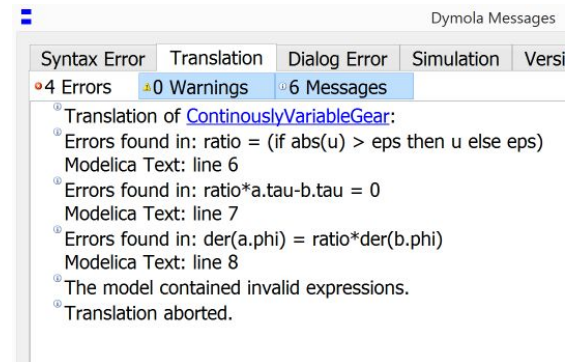 Dymola Messages
Syntax Error Translation Dialog Error Simulation Versi
4 Errors 0 Warnings 6 Messages
Translation of ContinouslyVariableGear:
Errors found in: ratio = (if abs(u) > eps then u else eps)
Modelica Text: line 6
Errors found in: ratio*a.tau-b.tau = 0
Modelica Text: line 7
Errors found in: der(a.phi) = ratio*der(b.phi)
Modelica Text: line 8
The model contained invalid expressions.
Translation aborted.